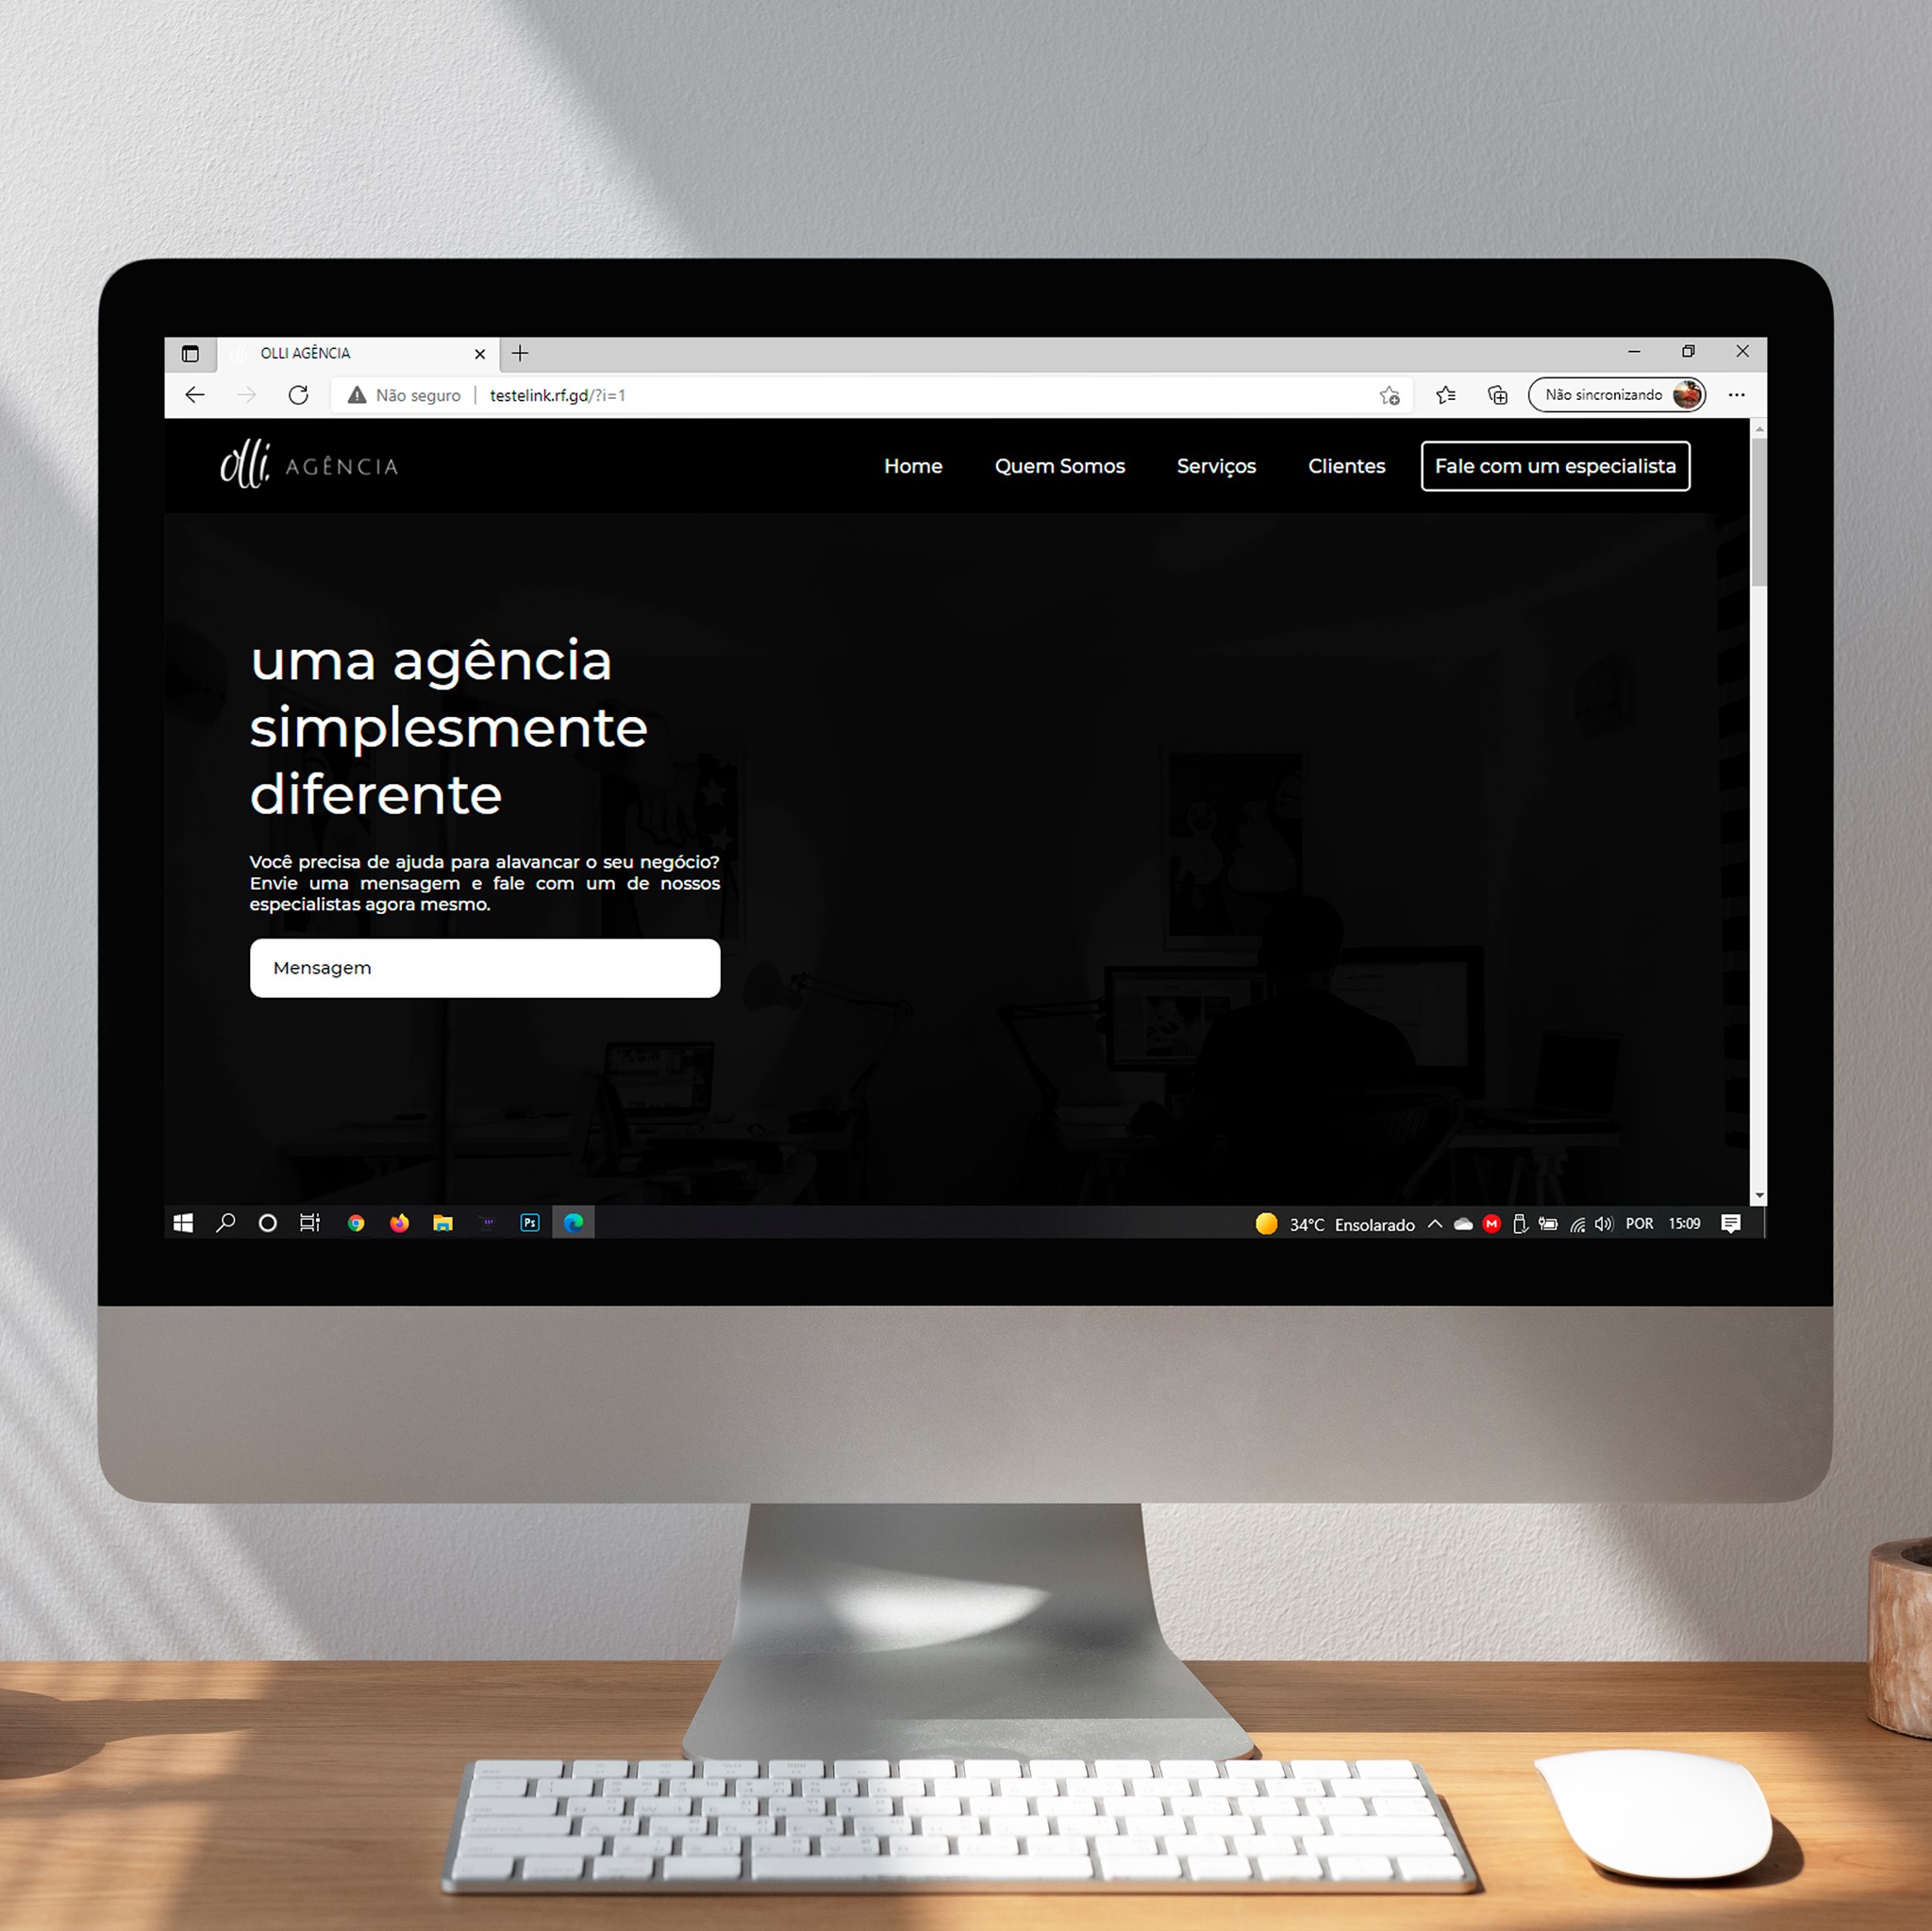 OLLI AGÊNCIA
Não seguro
testelink.rf.gd/?i=1
Não sincronizando
olli. AGÊNCIA
Home
Quem Somos
Serviços
Clientes
Fale com um especialista
uma agência
simplesmente
diferente
Você precisa de ajuda para alavancar o seu negócio?
Envie uma mensagem e fale com um de nossos
especialistas agora mesmo.
Mensagem
Ps
M
34°C Ensolarado
POR
15:09